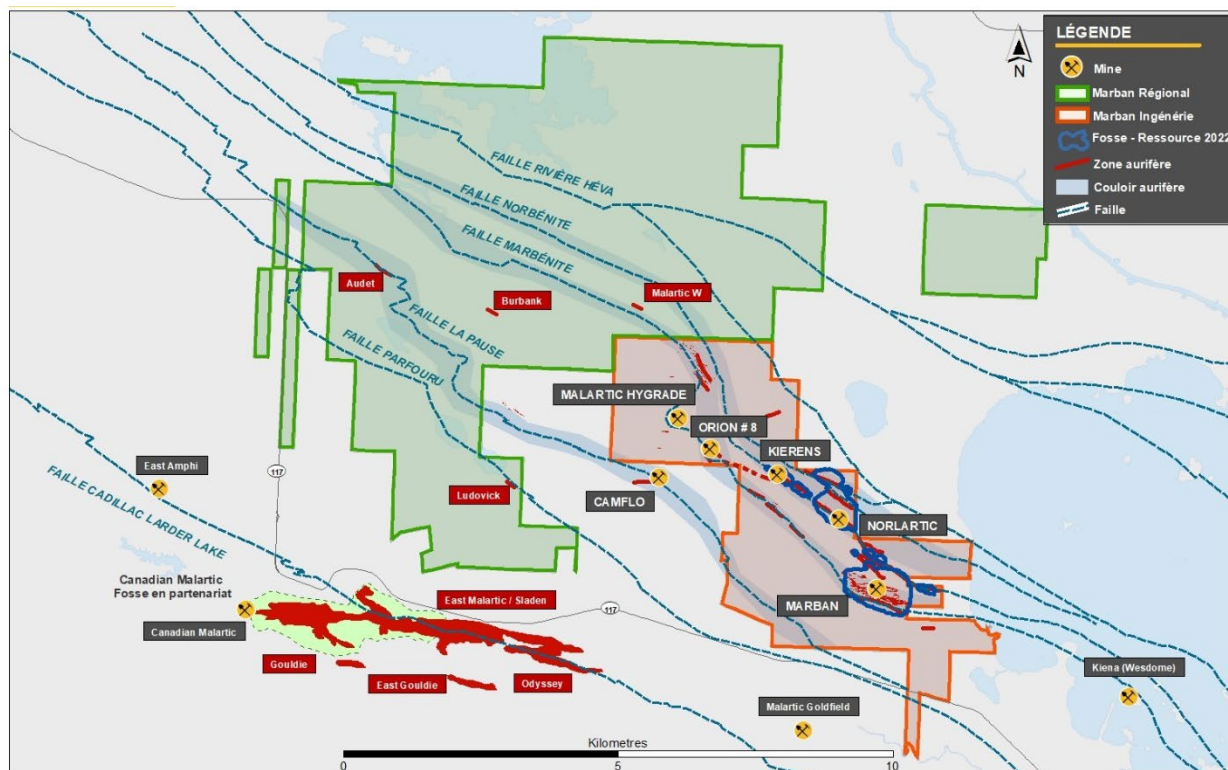 LÉGENDE
Mine
Marban Régional
Marban Ingénérie
Fosse - Ressource 2022
Zone aurifère
Couloir aurifère
Faille
N
FAILLE RIVIÈRE HÉVA
FAILLE NORBÉNITE
FAILLE MARBÉNITE
FAILLE LA PAUSE
FAILLE PARFOURU
FAILLE CADILLAC LARDER LAKE
Audet
Burbank
Malartic W
MALARTIC HYGRADE
ORION # 8
KIERENS
CAMFLO
NORLARTIC
MARBAN
East Amphi
117
Ludovick
Canadian Malartic
Fosse en partenariat
Canadian Malartic
East Malartic / Sladen
117
Gouldie
East Gouldie
Odyssey
Malartic Goldfield
Kiena (Wesdome)
Kilometres
0
5
10